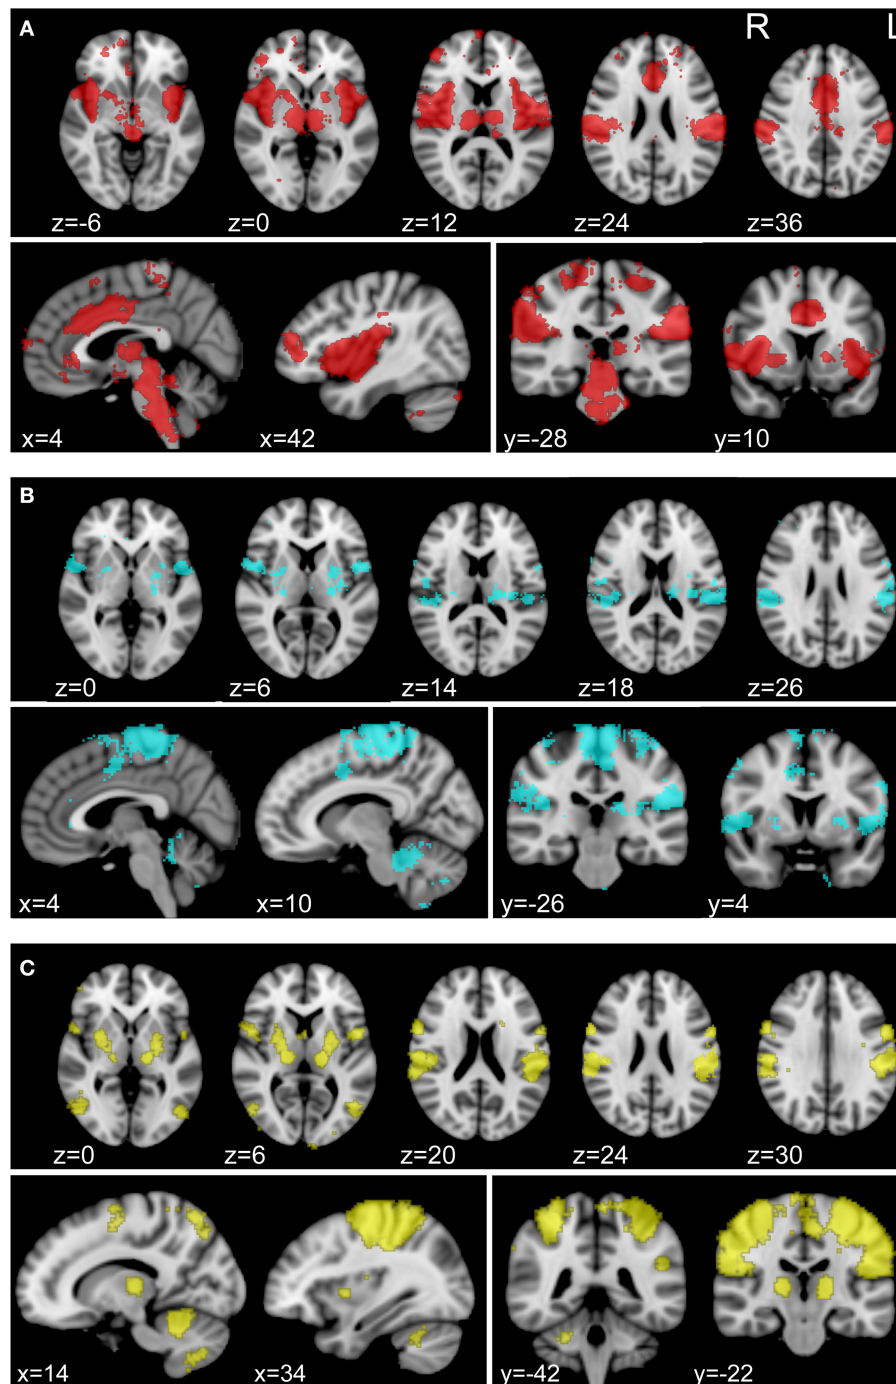 A R L
z=-6 z=0 z=12 z=24 z=36
x=4 x=42 y=-28 y=10
B
z=0 z=6 z=14 z=18 z=26
x=4 x=10 y=-26 y=4
C
z=0 z=6 z=20 z=24 z=30
x=14 x=34 y=-42 y=-22